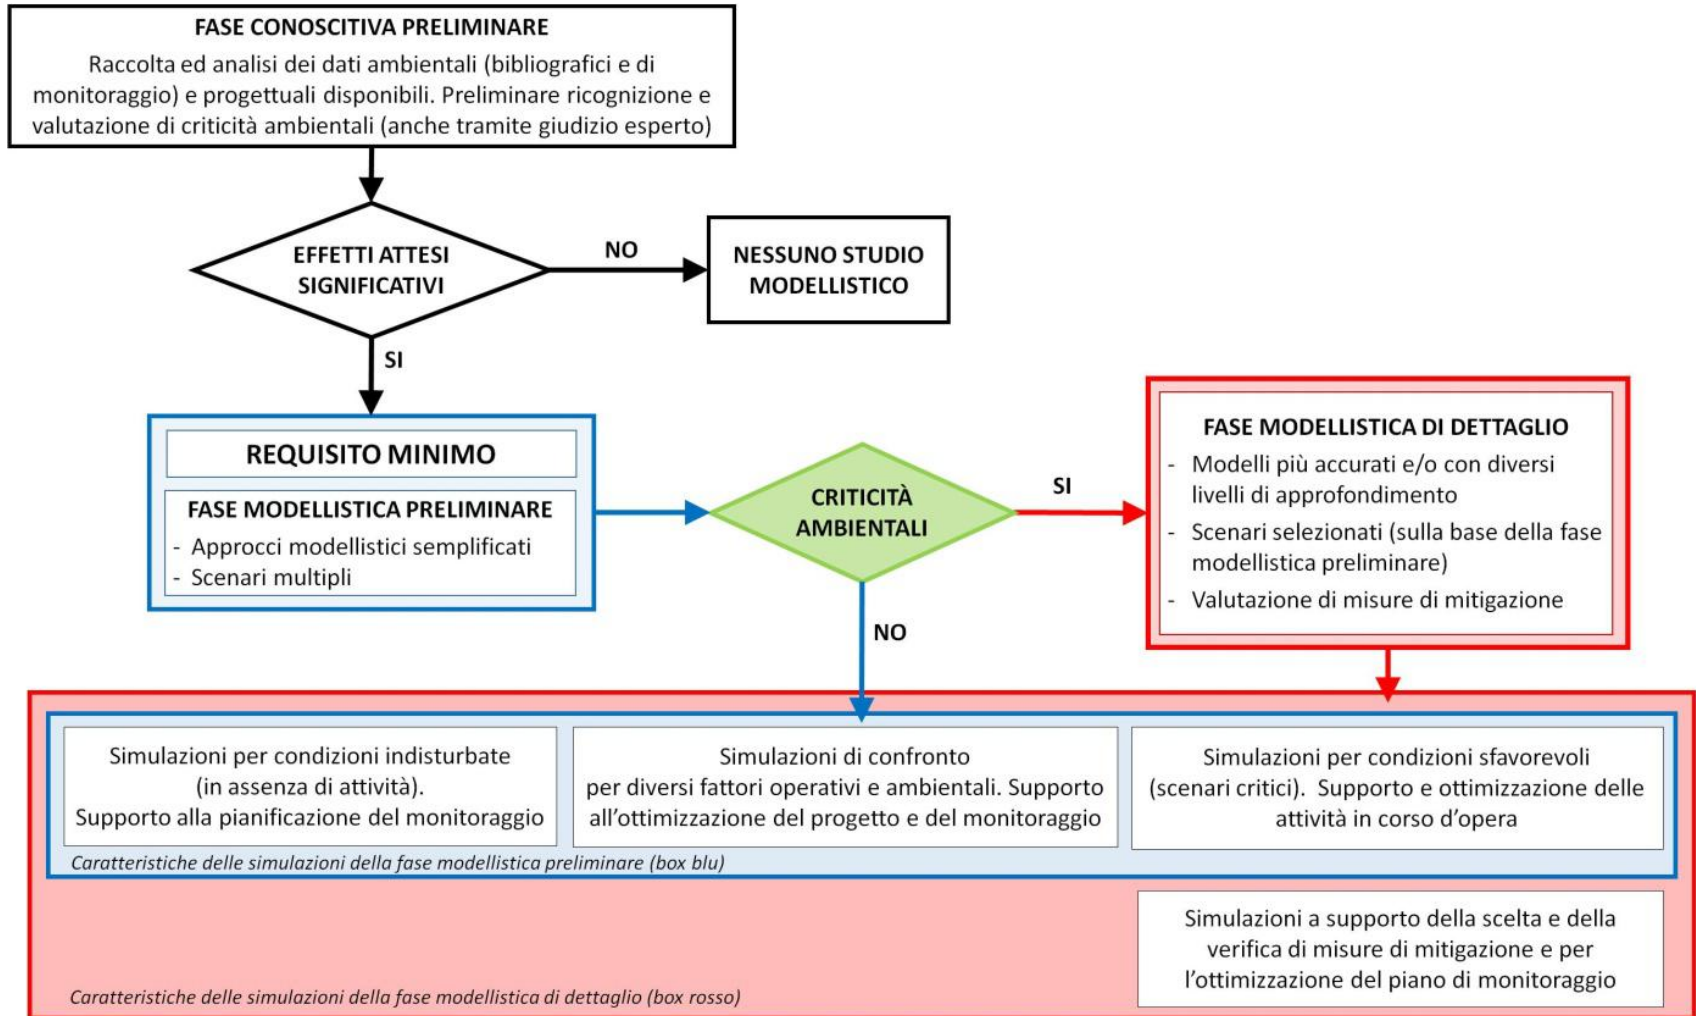 FASE CONOSCITIVA PRELIMINARE
Raccolta ed analisi dei dati ambientali (bibliografici e di
monitoraggio) e progettuali disponibili. Preliminare ricognizione e
valutazione di criticità ambientali (anche tramite giudizio esperto)
EFFETTI ATTESI
SIGNIFICATIVI
NO
NESSUNO STUDIO
MODELLISTICO
SI
REQUISITO MINIMO
FASE MODELLISTICA PRELIMINARE
- Approcci modellistici semplificati
- Scenari multipli
CRITICITÀ
AMBIENTALI
SI
NO
FASE MODELLISTICA DI DETTAGLIO
- Modelli più accurati e/o con diversi
livelli di approfondimento
- Scenari selezionati (sulla base della fase
modellistica preliminare)
- Valutazione di misure di mitigazione
Simulazioni per condizioni indisturbate
(in assenza di attività).
Supporto alla pianificazione del monitoraggio
Simulazioni di confronto
per diversi fattori operativi e ambientali. Supporto
all’ottimizzazione del progetto e del monitoraggio
Simulazioni per condizioni sfavorevoli
(scenari critici). Supporto e ottimizzazione delle
attività in corso d’opera
Caratteristiche delle simulazioni della fase modellistica preliminare (box blu)
Simulazioni a supporto della scelta e della
verifica di misure di mitigazione e per
l’ottimizzazione del piano di monitoraggio
Caratteristiche delle simulazioni della fase modellistica di dettaglio (box rosso)